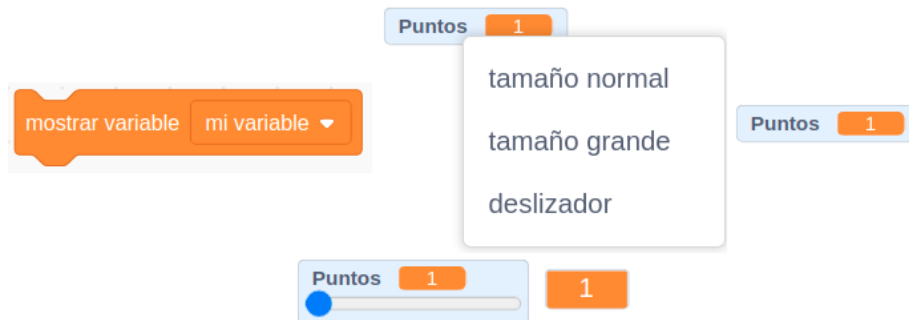 Puntos 1
tamaño normal
tamaño grande
deslizador
mostrar variable mi variable
Puntos 1
Puntos 1
1